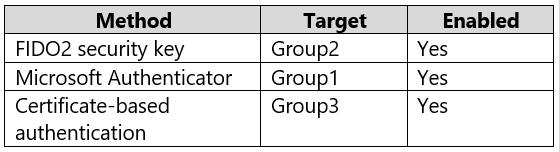 Method Target Enabled
FIDO2 security key Group2 Yes
Microsoft Authenticator Group1 Yes
Certificate-based Group3 Yes
authentication